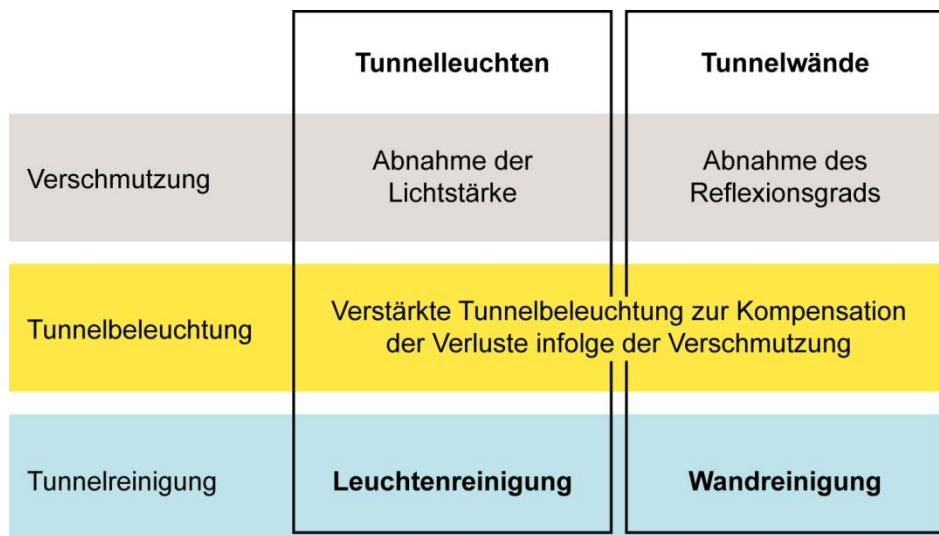 Tunnelleuchten
Tunnelwände
Verschmutzung
Abnahme der
Lichtstärke
Abnahme des
Reflexionsgrads
Tunnelbeleuchtung
Verstärkte Tunnelbeleuchtung zur Kompensation
der Verluste infolge der Verschmutzung
Tunnelreinigung
Leuchtenreinigung
Wandreinigung